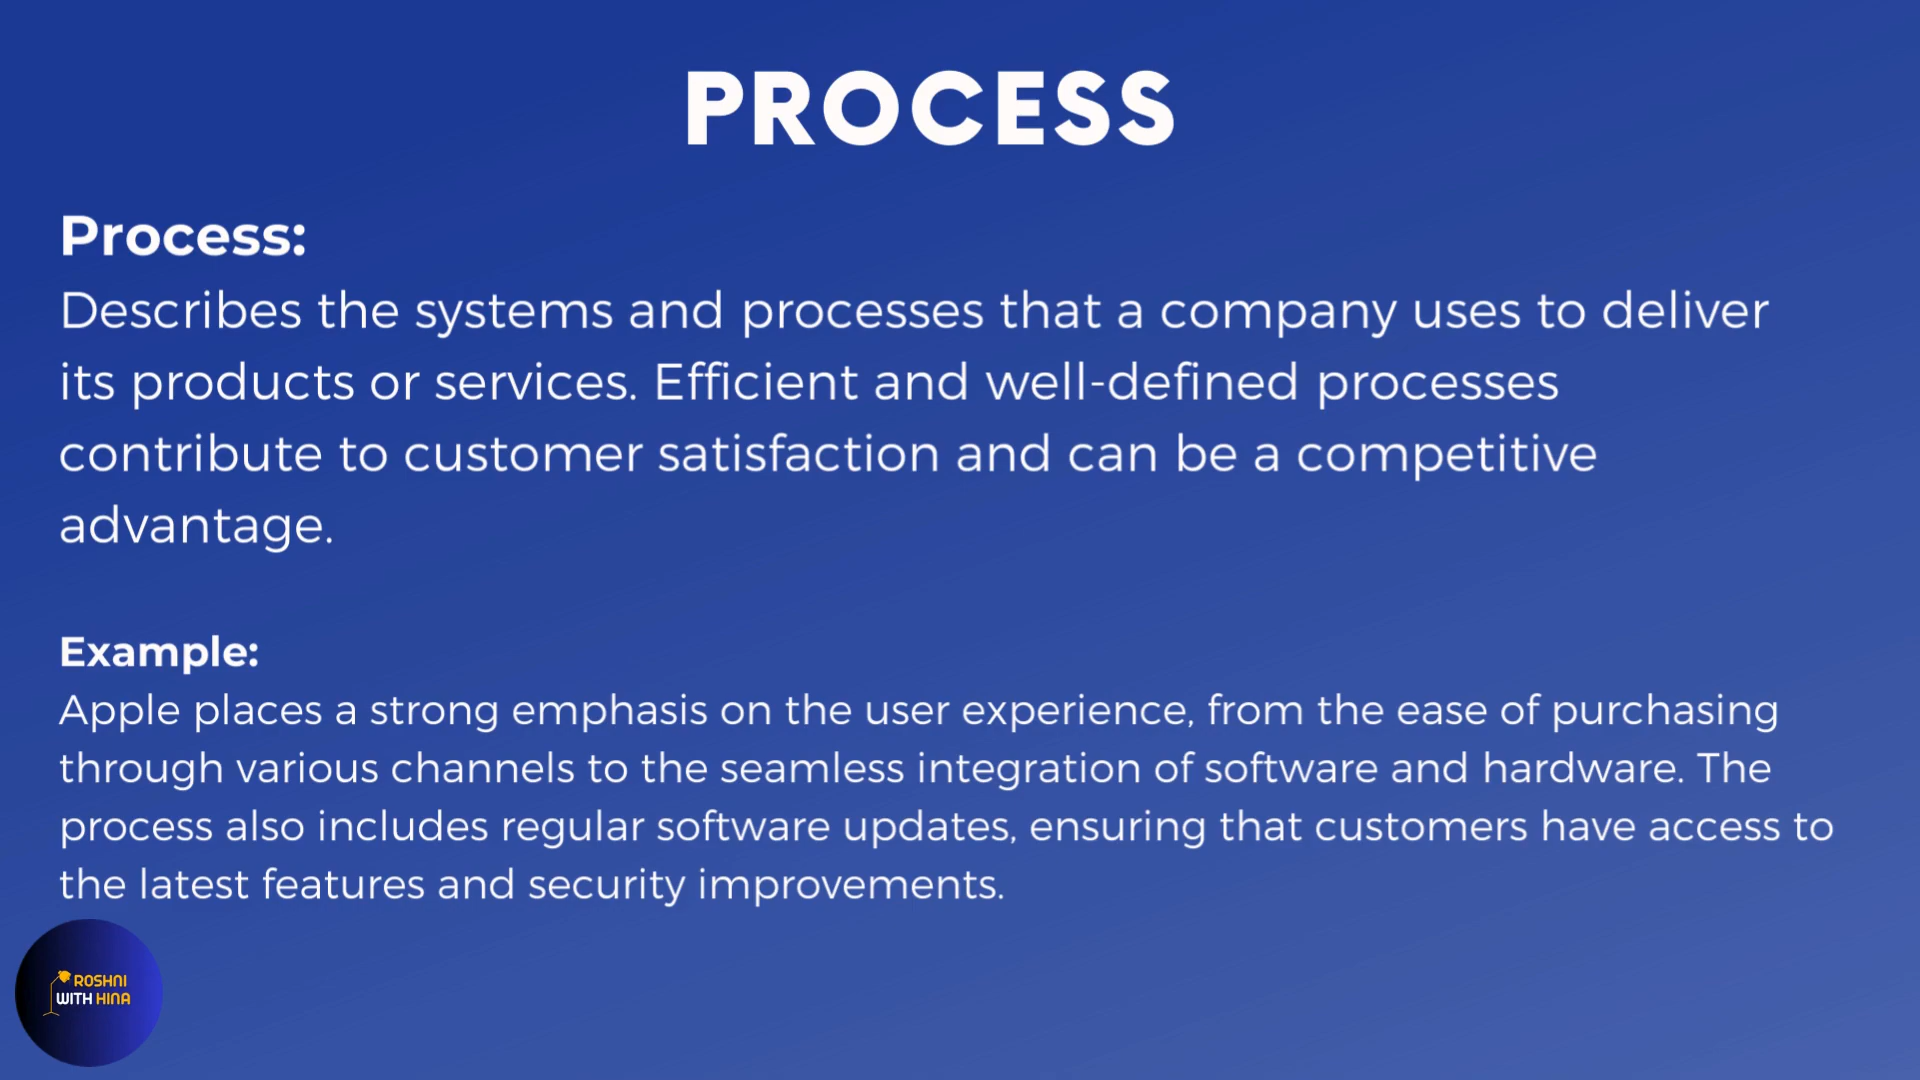 PROCESS
Process:
Describes the systems and processes that a company uses to deliver
its products or services. Efficient and well-defined processes
contribute to customer satisfaction and can be a competitive
advantage.
Example:
Apple places a strong emphasis on the user experience, from the ease of purchasing
through various channels to the seamless integration of software and hardware. The
process also includes regular software updates, ensuring that customers have access to
the latest features and security improvements.
ROSHNI
WITH HINA